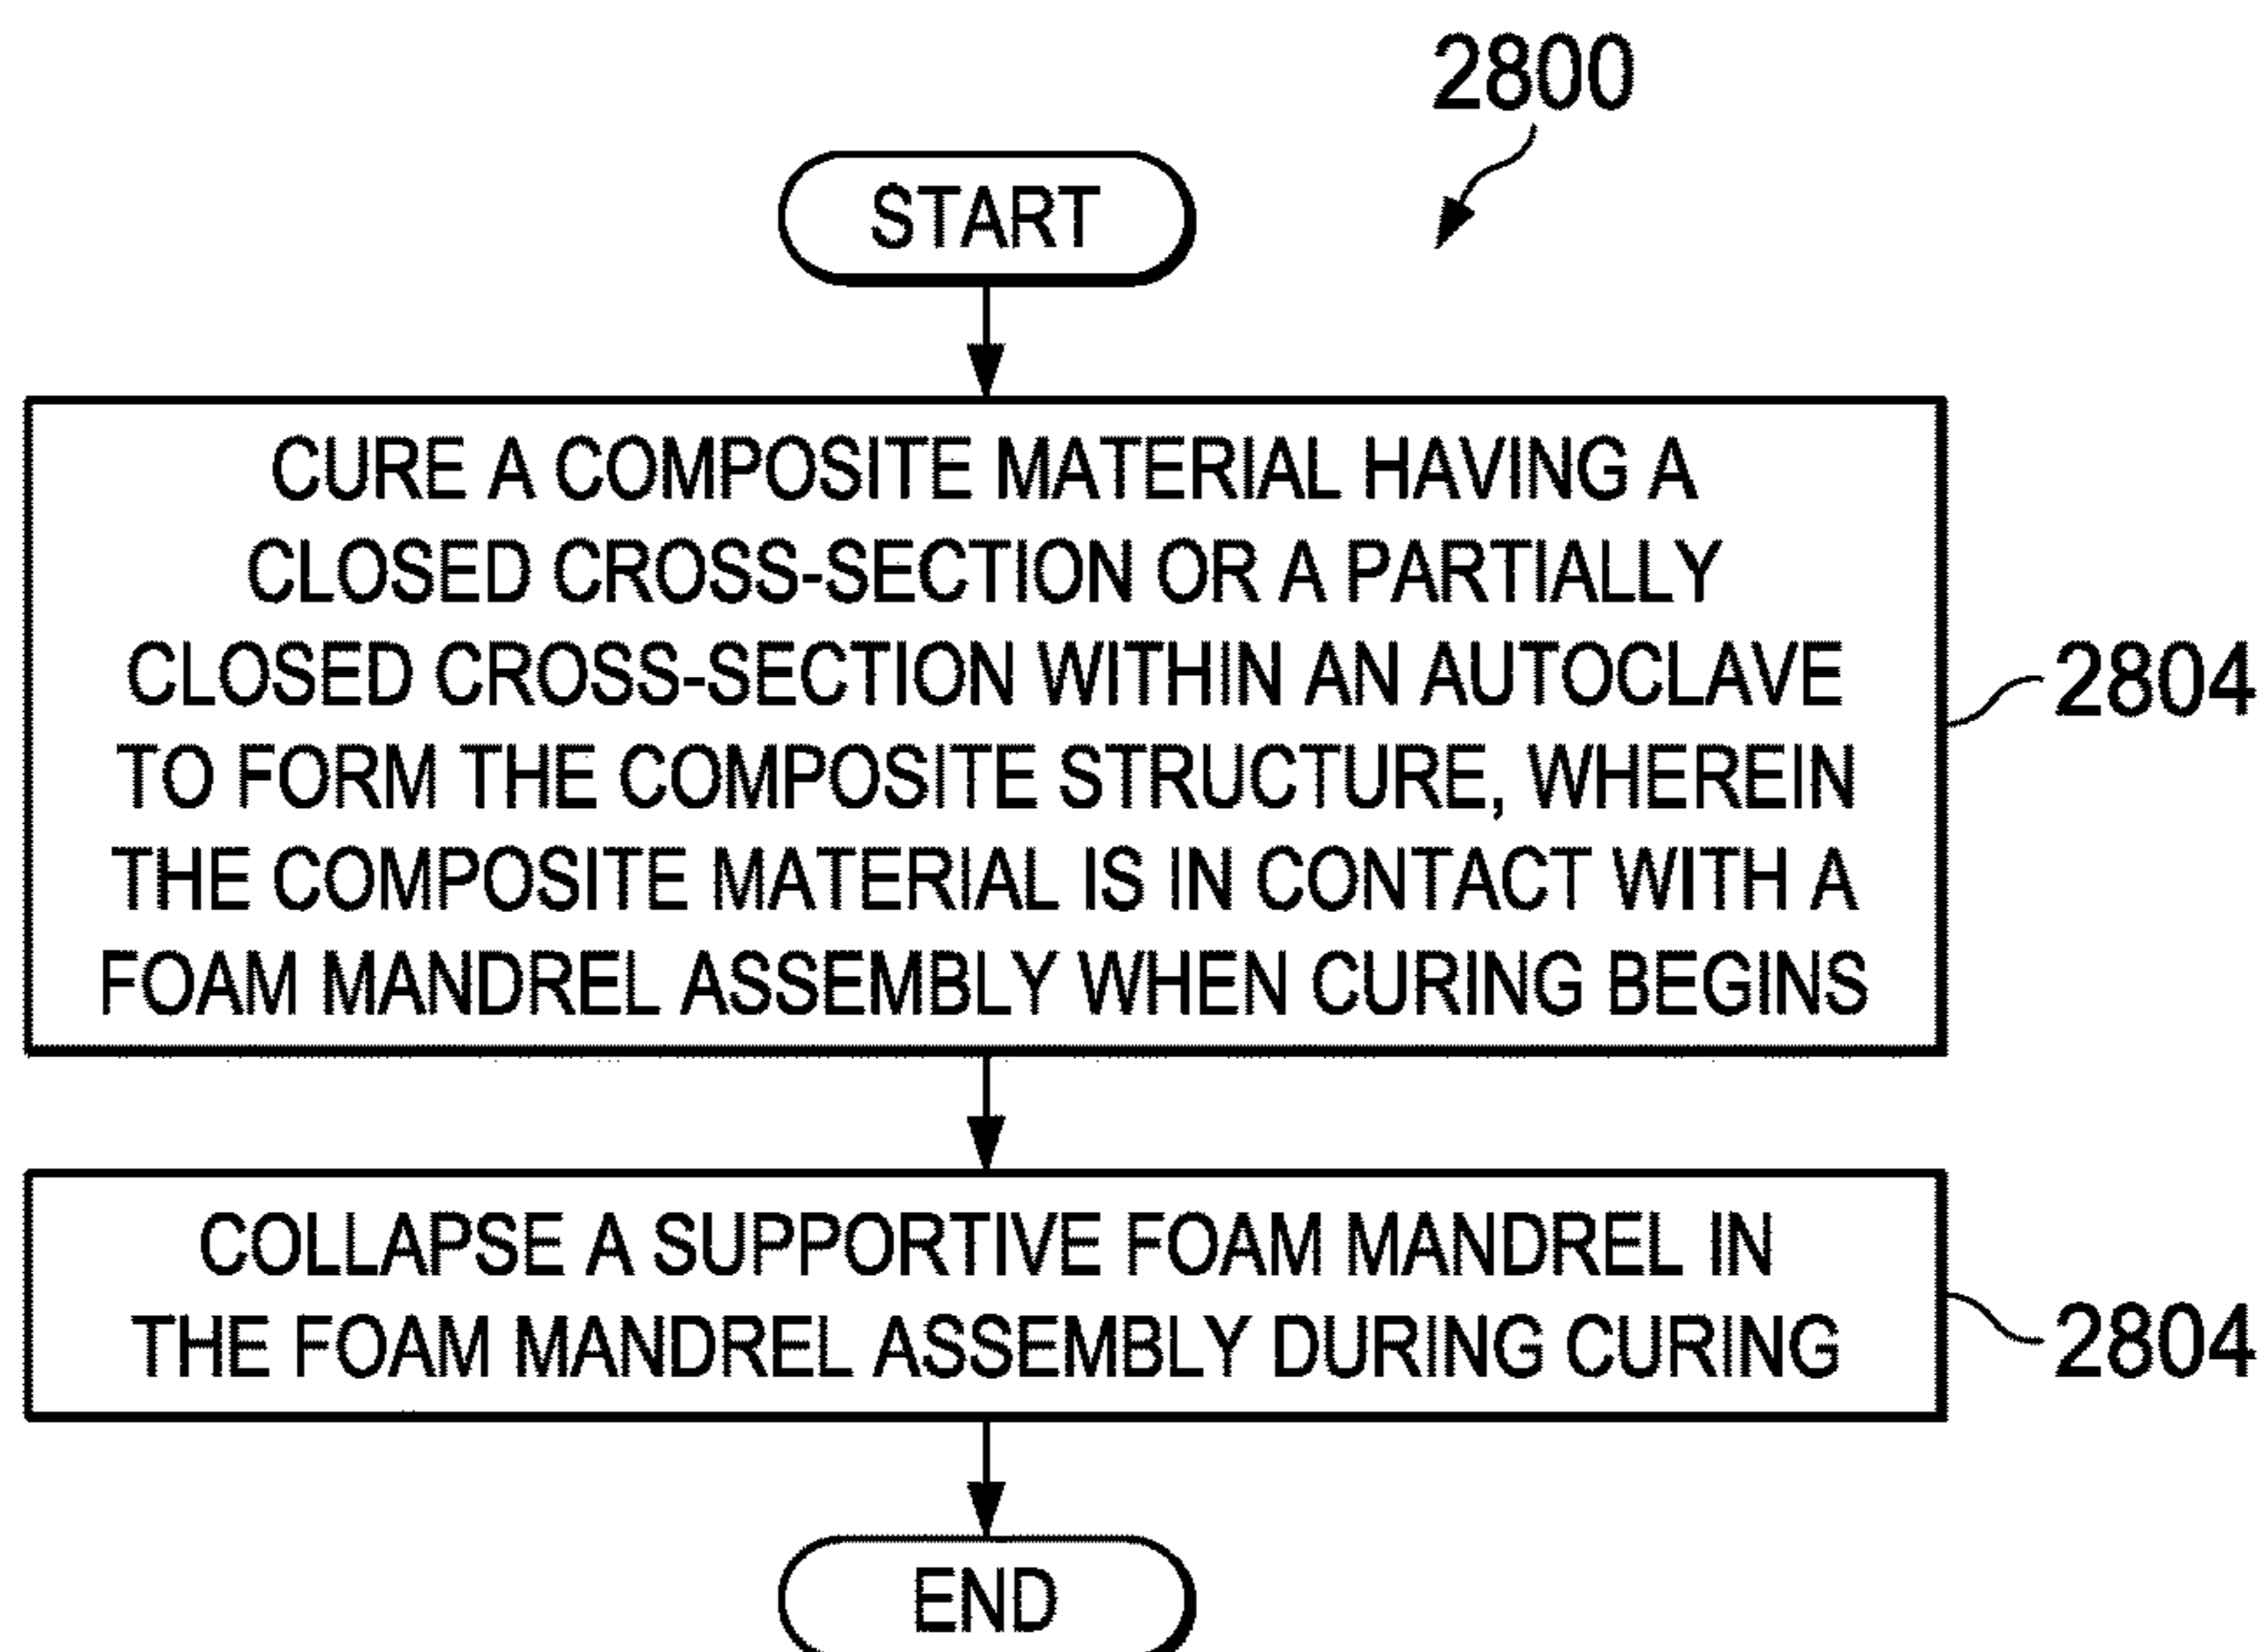 2800
START
CURE A COMPOSITE MATERIAL HAVING A
CLOSED CROSS-SECTION OR A PARTIALLY
CLOSED CROSS-SECTION WITHIN AN AUTOCLAVE
TO FORM THE COMPOSITE STRUCTURE, WHEREIN
THE COMPOSITE MATERIAL IS IN CONTACT WITH A
FOAM MANDREL ASSEMBLY WHEN CURING BEGINS
2804
COLLAPSE A SUPPORTIVE FOAM MANDREL IN
THE FOAM MANDREL ASSEMBLY DURING CURING
2804
END